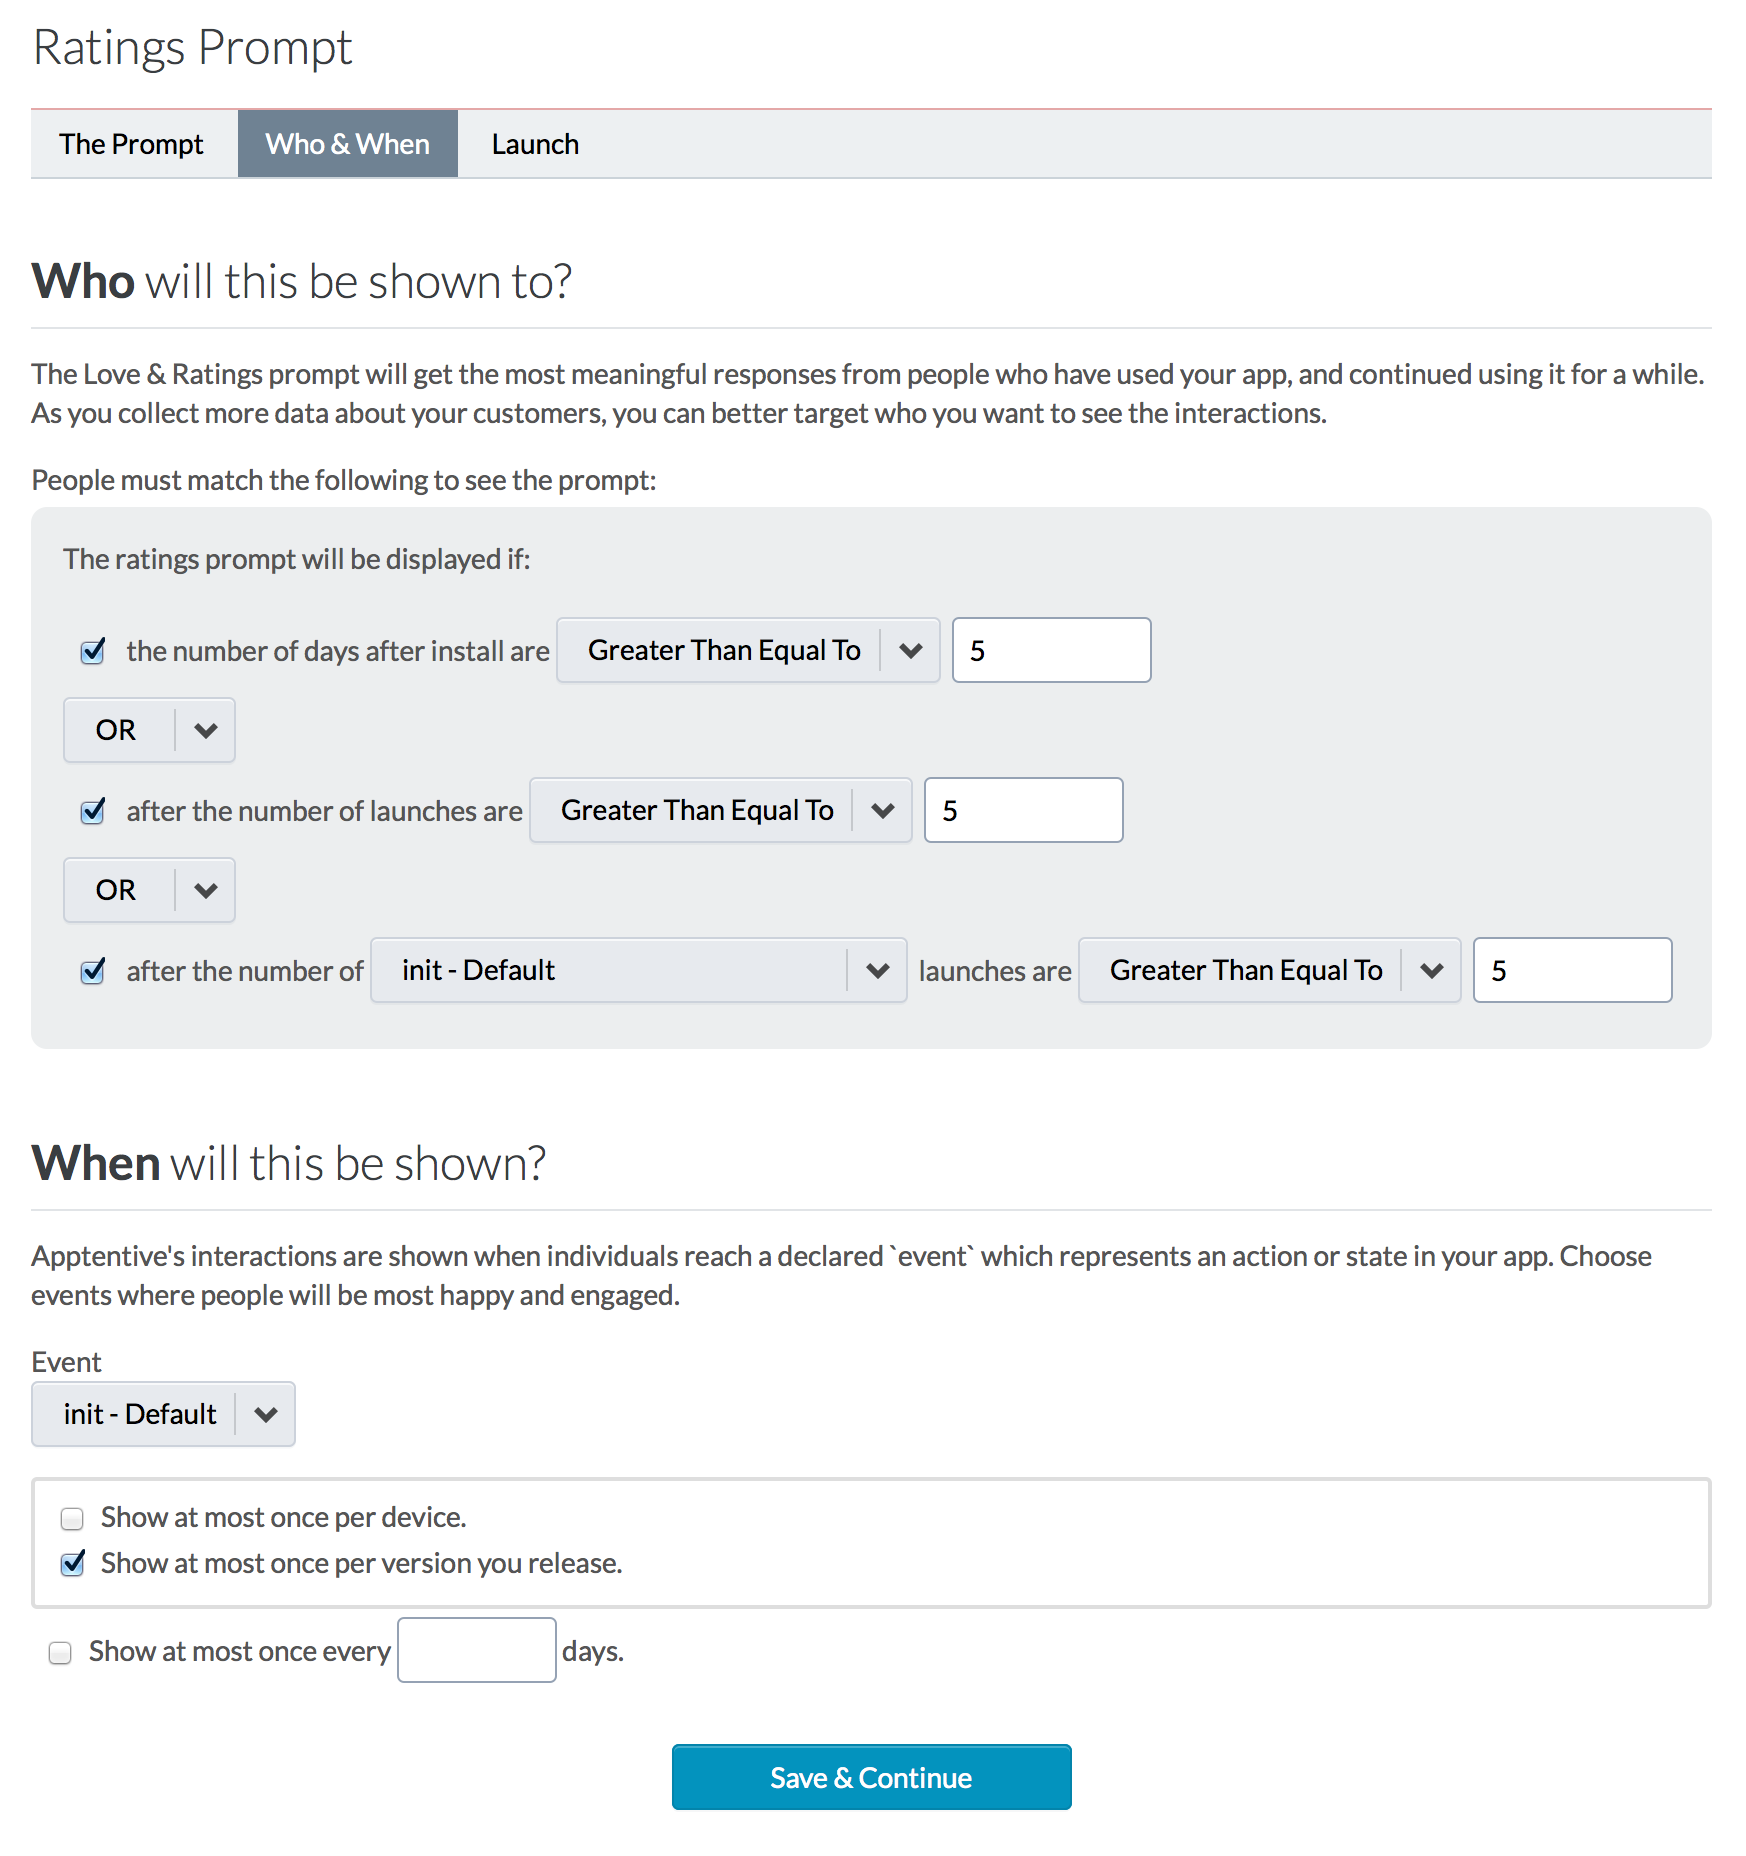 Ratings Prompt
The Prompt Who & When Launch
Who will this be shown to?
The Love & Ratings prompt will get the most meaningful responses from people who have used your app, and continued using it for a while.
As you collect more data about your customers, you can better target who you want to see the interactions.
People must match the following to see the prompt:
The ratings prompt will be displayed if:
the number of days after install are Greater Than Equal To 5
OR
after the number of launches are Greater Than Equal To 5
OR
after the number of init - Default launches are Greater Than Equal To 5
When will this be shown?
Apptentive's interactions are shown when individuals reach a declared `event` which represents an action or state in your app. Choose
events where people will be most happy and engaged.
Event
init - Default
Show at most once per device.
Show at most once per version you release.
Show at most once every days.
Save & Continue